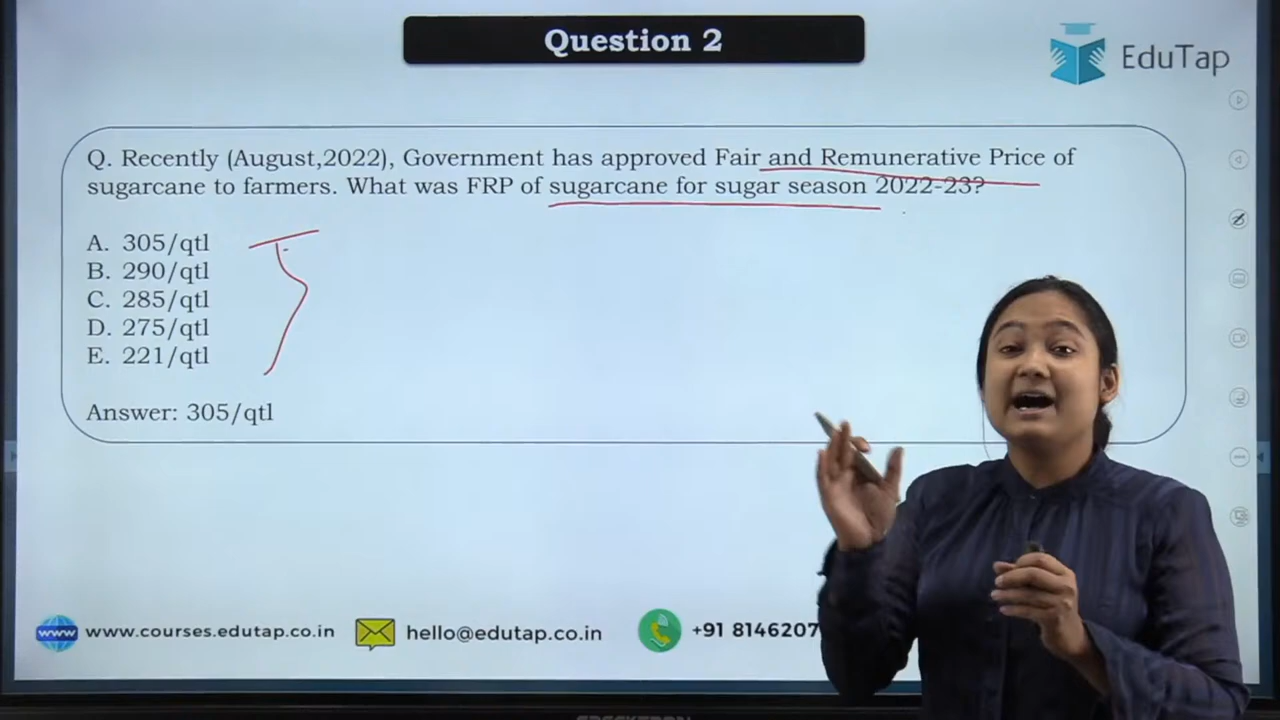 Question 2
EduTap
Q. Recently (August,2022), Government has approved Fair and Remunerative Price of
sugarcane to farmers. What was FRP of sugarcane for sugar season 2022-23?
A. 305/qtl
B. 290/qtl
C. 285/qtl
D. 275/qtl
E. 221/qtl
Answer: 305/qtl
www
www.courses.edutap.co.in
hello@edutap.co.in
+91 8146207